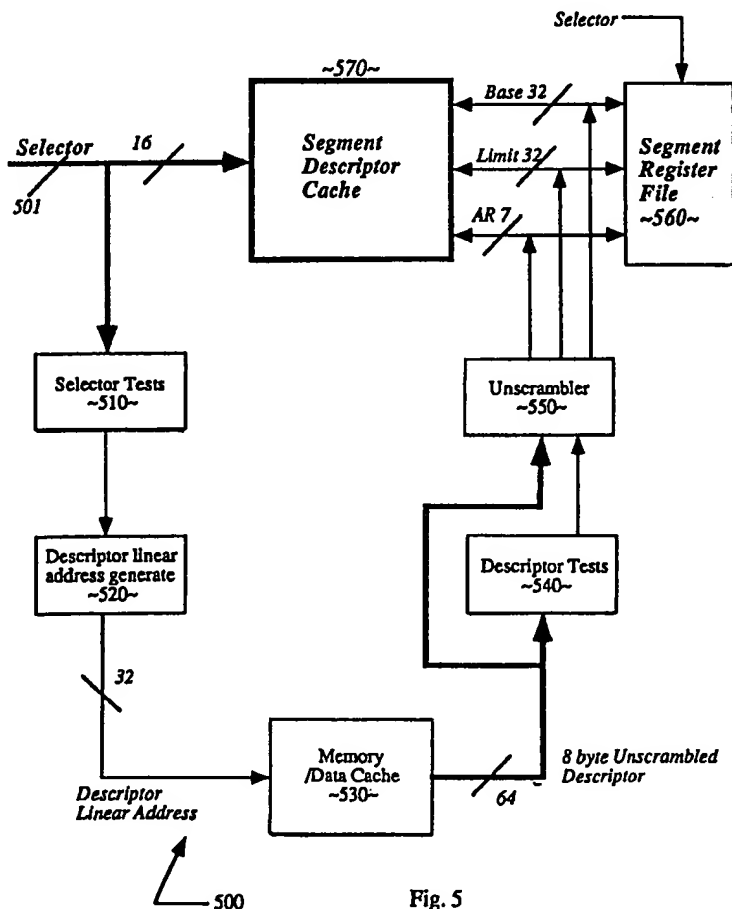 Selector
~570~
Base 32
Selector
16
Segment
Descriptor
Cache
Limit 32
Segment
Register
File
~560~
501
AR 7
Selector Tests
~510~
Unscrambler
~550~
Descriptor linear
address generate
~520~
Descriptor Tests
~540~
32
Memory
/Data Cache
~530~
8 byte Unscrambled
Descriptor
64
Descriptor
Linear Address
500
Fig. 5